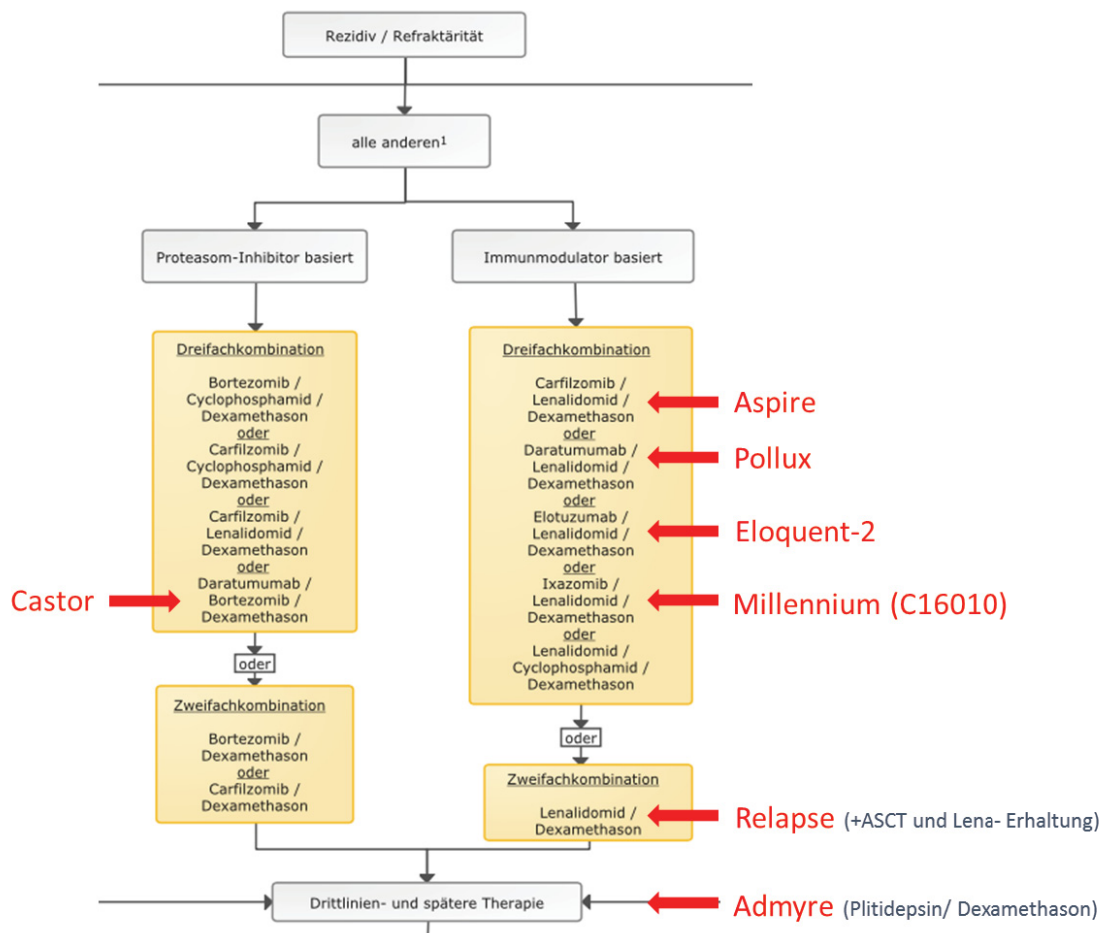 Rezidiv / Refraktärität
alle anderen1
Proteasom-Inhibitor basiert
Immunmodulator basiert
Dreifachkombination
Bortezomib /
Cyclophosphamid /
Dexamethason
oder
Carfilzomib /
Cyclophosphamid /
Dexamethason
oder
Carfilzomib /
Lenalidomid /
Dexamethason
oder
Daratumumab /
Bortezomib /
Dexamethason
Castor
oder
Zweifachkombination
Bortezomib /
Dexamethason
oder
Carfilzomib /
Dexamethason
Dreifachkombination
Carfilzomib /
Lenalidomid /
Dexamethason
oder
Daratumumab /
Lenalidomid /
Dexamethason
oder
Elotuzumab /
Lenalidomid /
Dexamethason
oder
Ixazomib /
Lenalidomid /
Dexamethason
oder
Lenalidomid /
Cyclophosphamid /
Dexamethason
Aspire
Pollux
Eloquent-2
Millennium (C16010)
oder
Zweifachkombination
Lenalidomid /
Dexamethason
Relapse (+ASCT und Lena- Erhaltung)
Drittlinien- und spätere Therapie
Admyre (Plitidepsin/ Dexamethason)